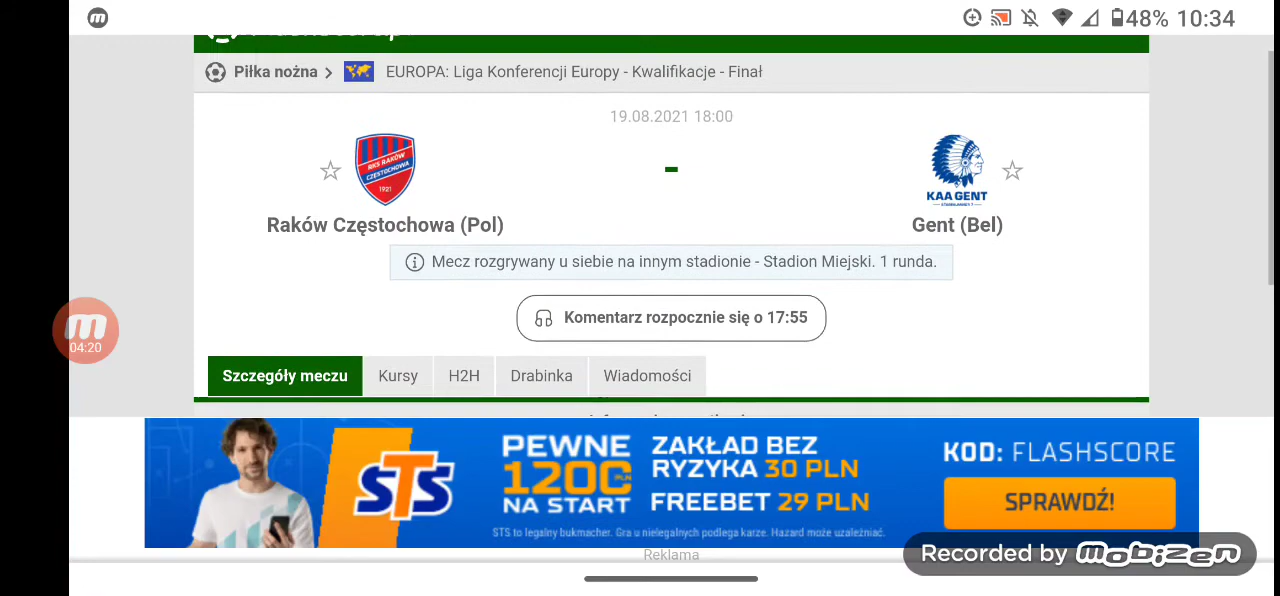 48% 10:34
Piłka nożna > EUROPA: Liga Konferencji Europy - Kwalifikacje - Finał
19.08.2021 18:00
RKS RAKÓW
CZĘSTOCHOWA
1921
-
KAA GENT
Raków Częstochowa (Pol)
Gent (Bel)
Mecz rozgrywany u siebie na innym stadionie - Stadion Miejski. 1 runda.
Komentarz rozpocznie się o 17:55
04:20
Szczegóły meczu
Kursy
H2H
Drabinka
Wiadomości
STS
PEWNE
1200 PLN
NA START
ZAKŁAD BEZ
RYZYKA 30 PLN
FREEBET 29 PLN
STS to legalny bukmacher. Gra u nielegalnych podlega karze. Hazard może uzależniać.
KOD: FLASHSCORE
SPRAWDŹ!
Reklama
Recorded by mobizen